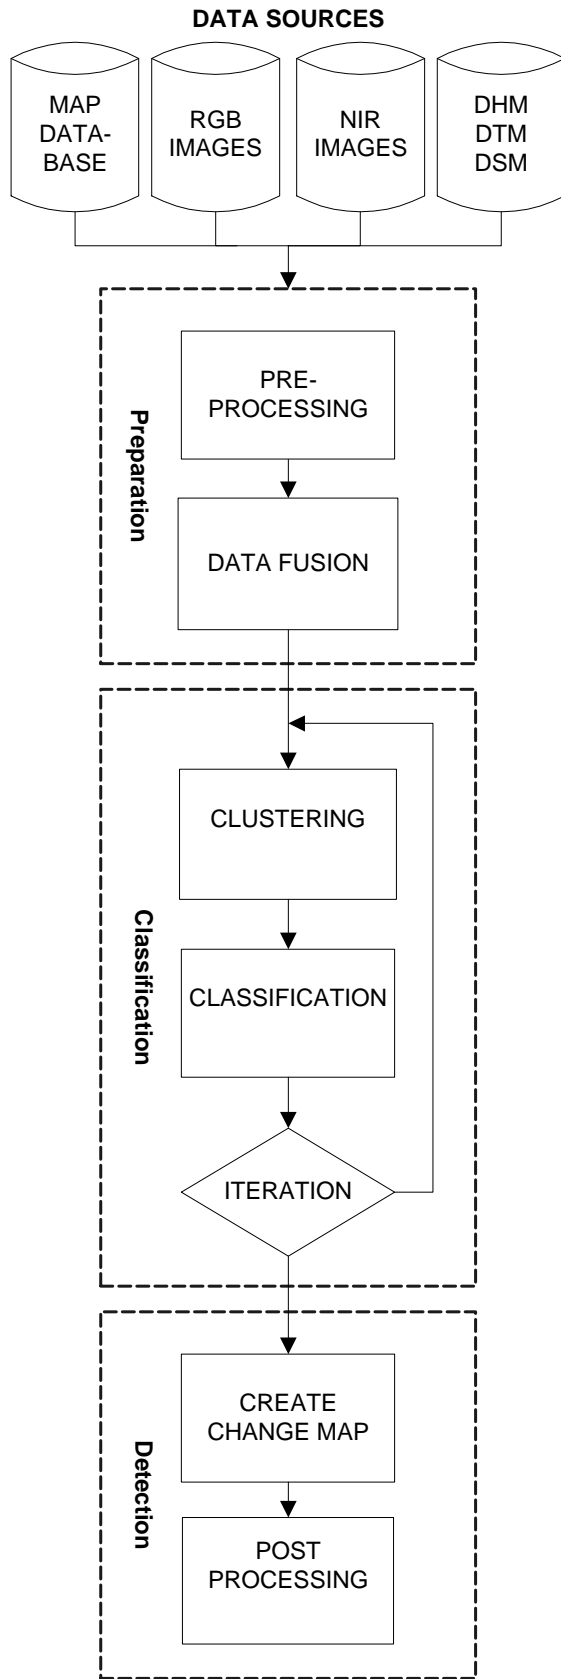 DATA SOURCES
MAP
DATA-
BASE
RGB
IMAGES
NIR
IMAGES
DHM
DTM
DSM
Preparation
PRE-
PROCESSING
DATA FUSION
Classification
CLUSTERING
CLASSIFICATION
ITERATION
Detection
CREATE
CHANGE MAP
POST
PROCESSING